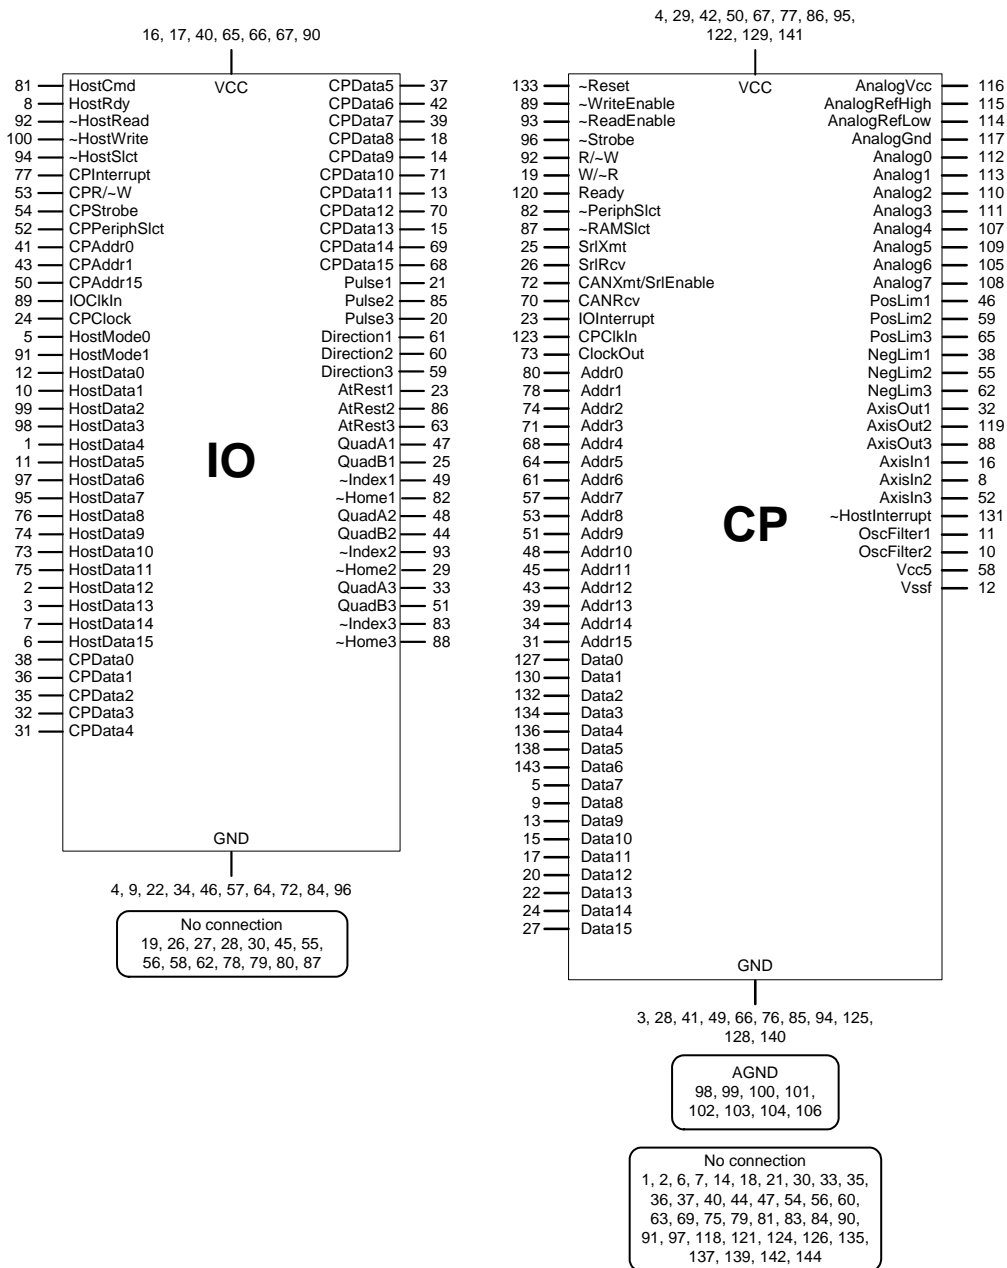 16, 17, 40, 65, 66, 67, 90
VCC
81 HostCmd
8 HostRdy
92 ~HostRead
100 ~HostWrite
94 ~HostSlct
77 CPInterrupt
53 CPR/~W
54 CPStrobe
52 CPPeriphSlct
41 CPAddr0
43 CPAddr1
50 CPAddr15
89 IOClkIn
24 CPClock
5 HostMode0
91 HostMode1
12 HostData0
10 HostData1
99 HostData2
98 HostData3
1 HostData4
11 HostData5
97 HostData6
95 HostData7
76 HostData8
74 HostData9
73 HostData10
75 HostData11
2 HostData12
3 HostData13
7 HostData14
6 HostData15
38 CPData0
36 CPData1
35 CPData2
32 CPData3
31 CPData4
IO
CPData5 37
CPData6 42
CPData7 39
CPData8 18
CPData9 14
CPData10 71
CPData11 13
CPData12 70
CPData13 15
CPData14 69
CPData15 68
Pulse1 21
Pulse2 85
Pulse3 20
Direction1 61
Direction2 60
Direction3 59
AtRest1 23
AtRest2 86
AtRest3 63
QuadA1 47
QuadB1 25
~Index1 49
~Home1 82
QuadA2 48
QuadB2 44
~Index2 93
~Home2 29
QuadA3 33
QuadB3 51
~Index3 83
~Home3 88
GND
4, 9, 22, 34, 46, 57, 64, 72, 84, 96
No connection
19, 26, 27, 28, 30, 45, 55,
56, 58, 62, 78, 79, 80, 87
4, 29, 42, 50, 67, 77, 86, 95,
122, 129, 141
VCC
133 ~Reset
89 ~WriteEnable
93 ~ReadEnable
96 ~Strobe
92 R/~W
19 W/~R
120 Ready
82 ~PeriphSlct
87 ~RAMSlct
25 SrlXmt
26 SrlRcv
72 CANXmt/SrlEnable
70 CANRcv
23 IOInterrupt
123 CPClkIn
73 ClockOut
80 Addr0
78 Addr1
74 Addr2
71 Addr3
68 Addr4
64 Addr5
61 Addr6
57 Addr7
53 Addr8
51 Addr9
48 Addr10
45 Addr11
43 Addr12
39 Addr13
34 Addr14
31 Addr15
127 Data0
130 Data1
132 Data2
134 Data3
136 Data4
138 Data5
143 Data6
5 Data7
9 Data8
13 Data9
15 Data10
17 Data11
20 Data12
22 Data13
24 Data14
27 Data15
CP
AnalogVcc 116
AnalogRefHigh 115
AnalogRefLow 114
AnalogGnd 117
Analog0 112
Analog1 113
Analog2 110
Analog3 111
Analog4 107
Analog5 109
Analog6 105
Analog7 108
PosLim1 46
PosLim2 59
PosLim3 65
NegLim1 38
NegLim2 55
NegLim3 62
AxisOut1 32
AxisOut2 119
AxisOut3 88
AxisIn1 16
AxisIn2 8
AxisIn3 52
~HostInterrupt 131
OscFilter1 11
OscFilter2 10
Vcc5 58
Vssf 12
GND
3, 28, 41, 49, 66, 76, 85, 94, 125,
128, 140
AGND
98, 99, 100, 101,
102, 103, 104, 106
No connection
1, 2, 6, 7, 14, 18, 21, 30, 33, 35,
36, 37, 40, 44, 47, 54, 56, 60,
63, 69, 75, 79, 81, 83, 84, 90,
91, 97, 118, 121, 124, 126, 135,
137, 139, 142, 144